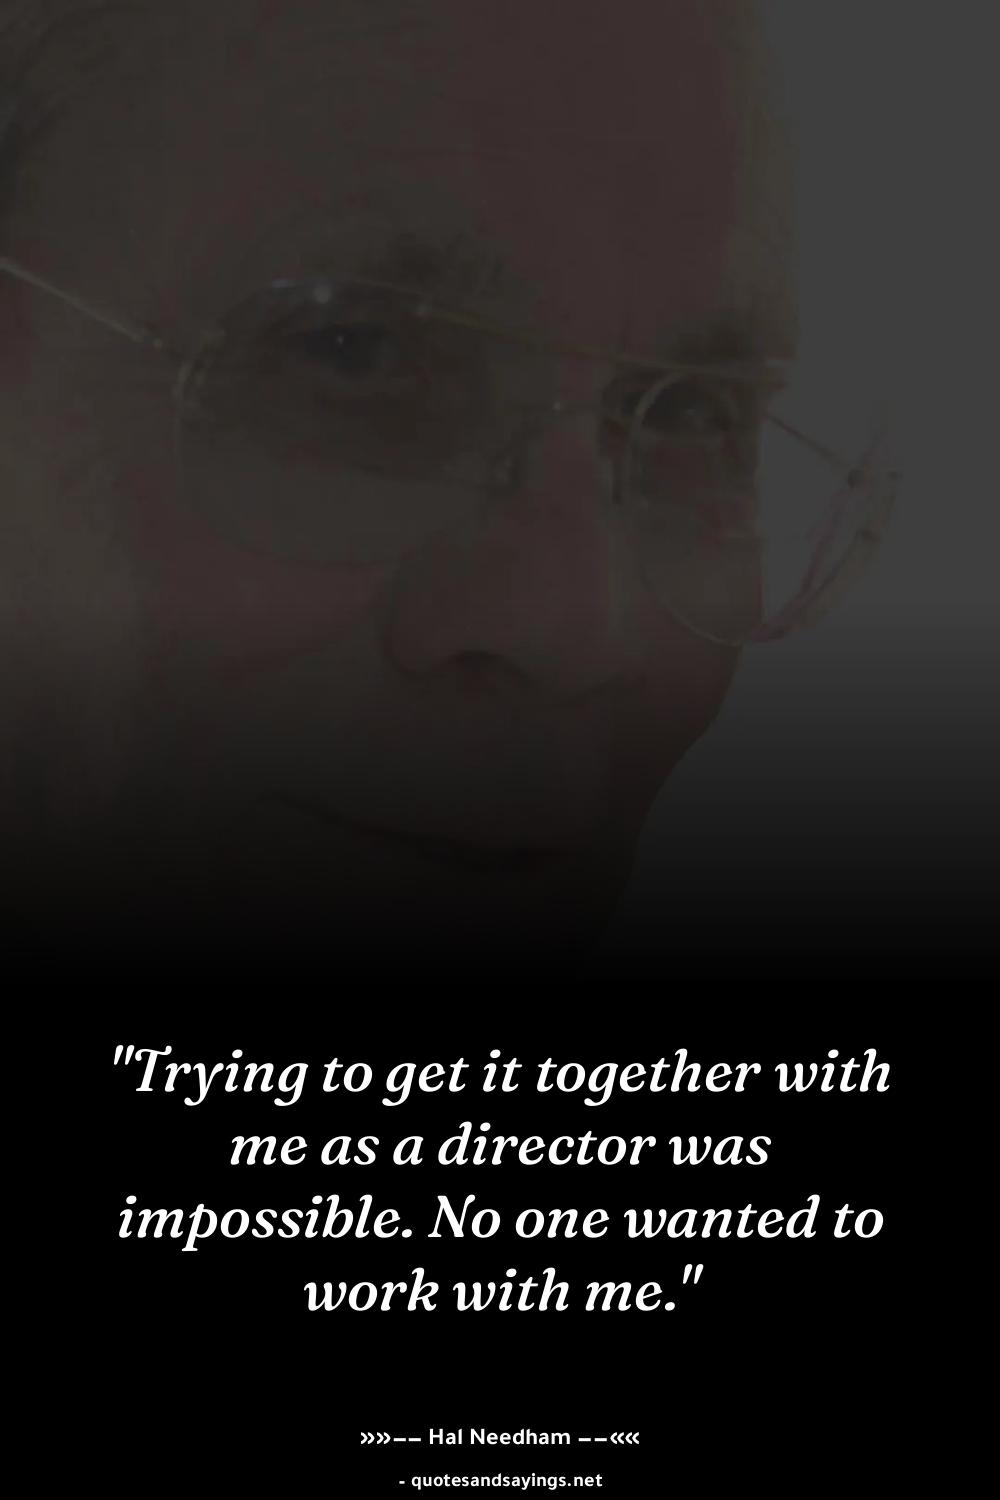 "Trying to get it together with
me as a director was
impossible. No one wanted to
work with me."
»»−− Hal Needham −−««
- quotesandsayings.net